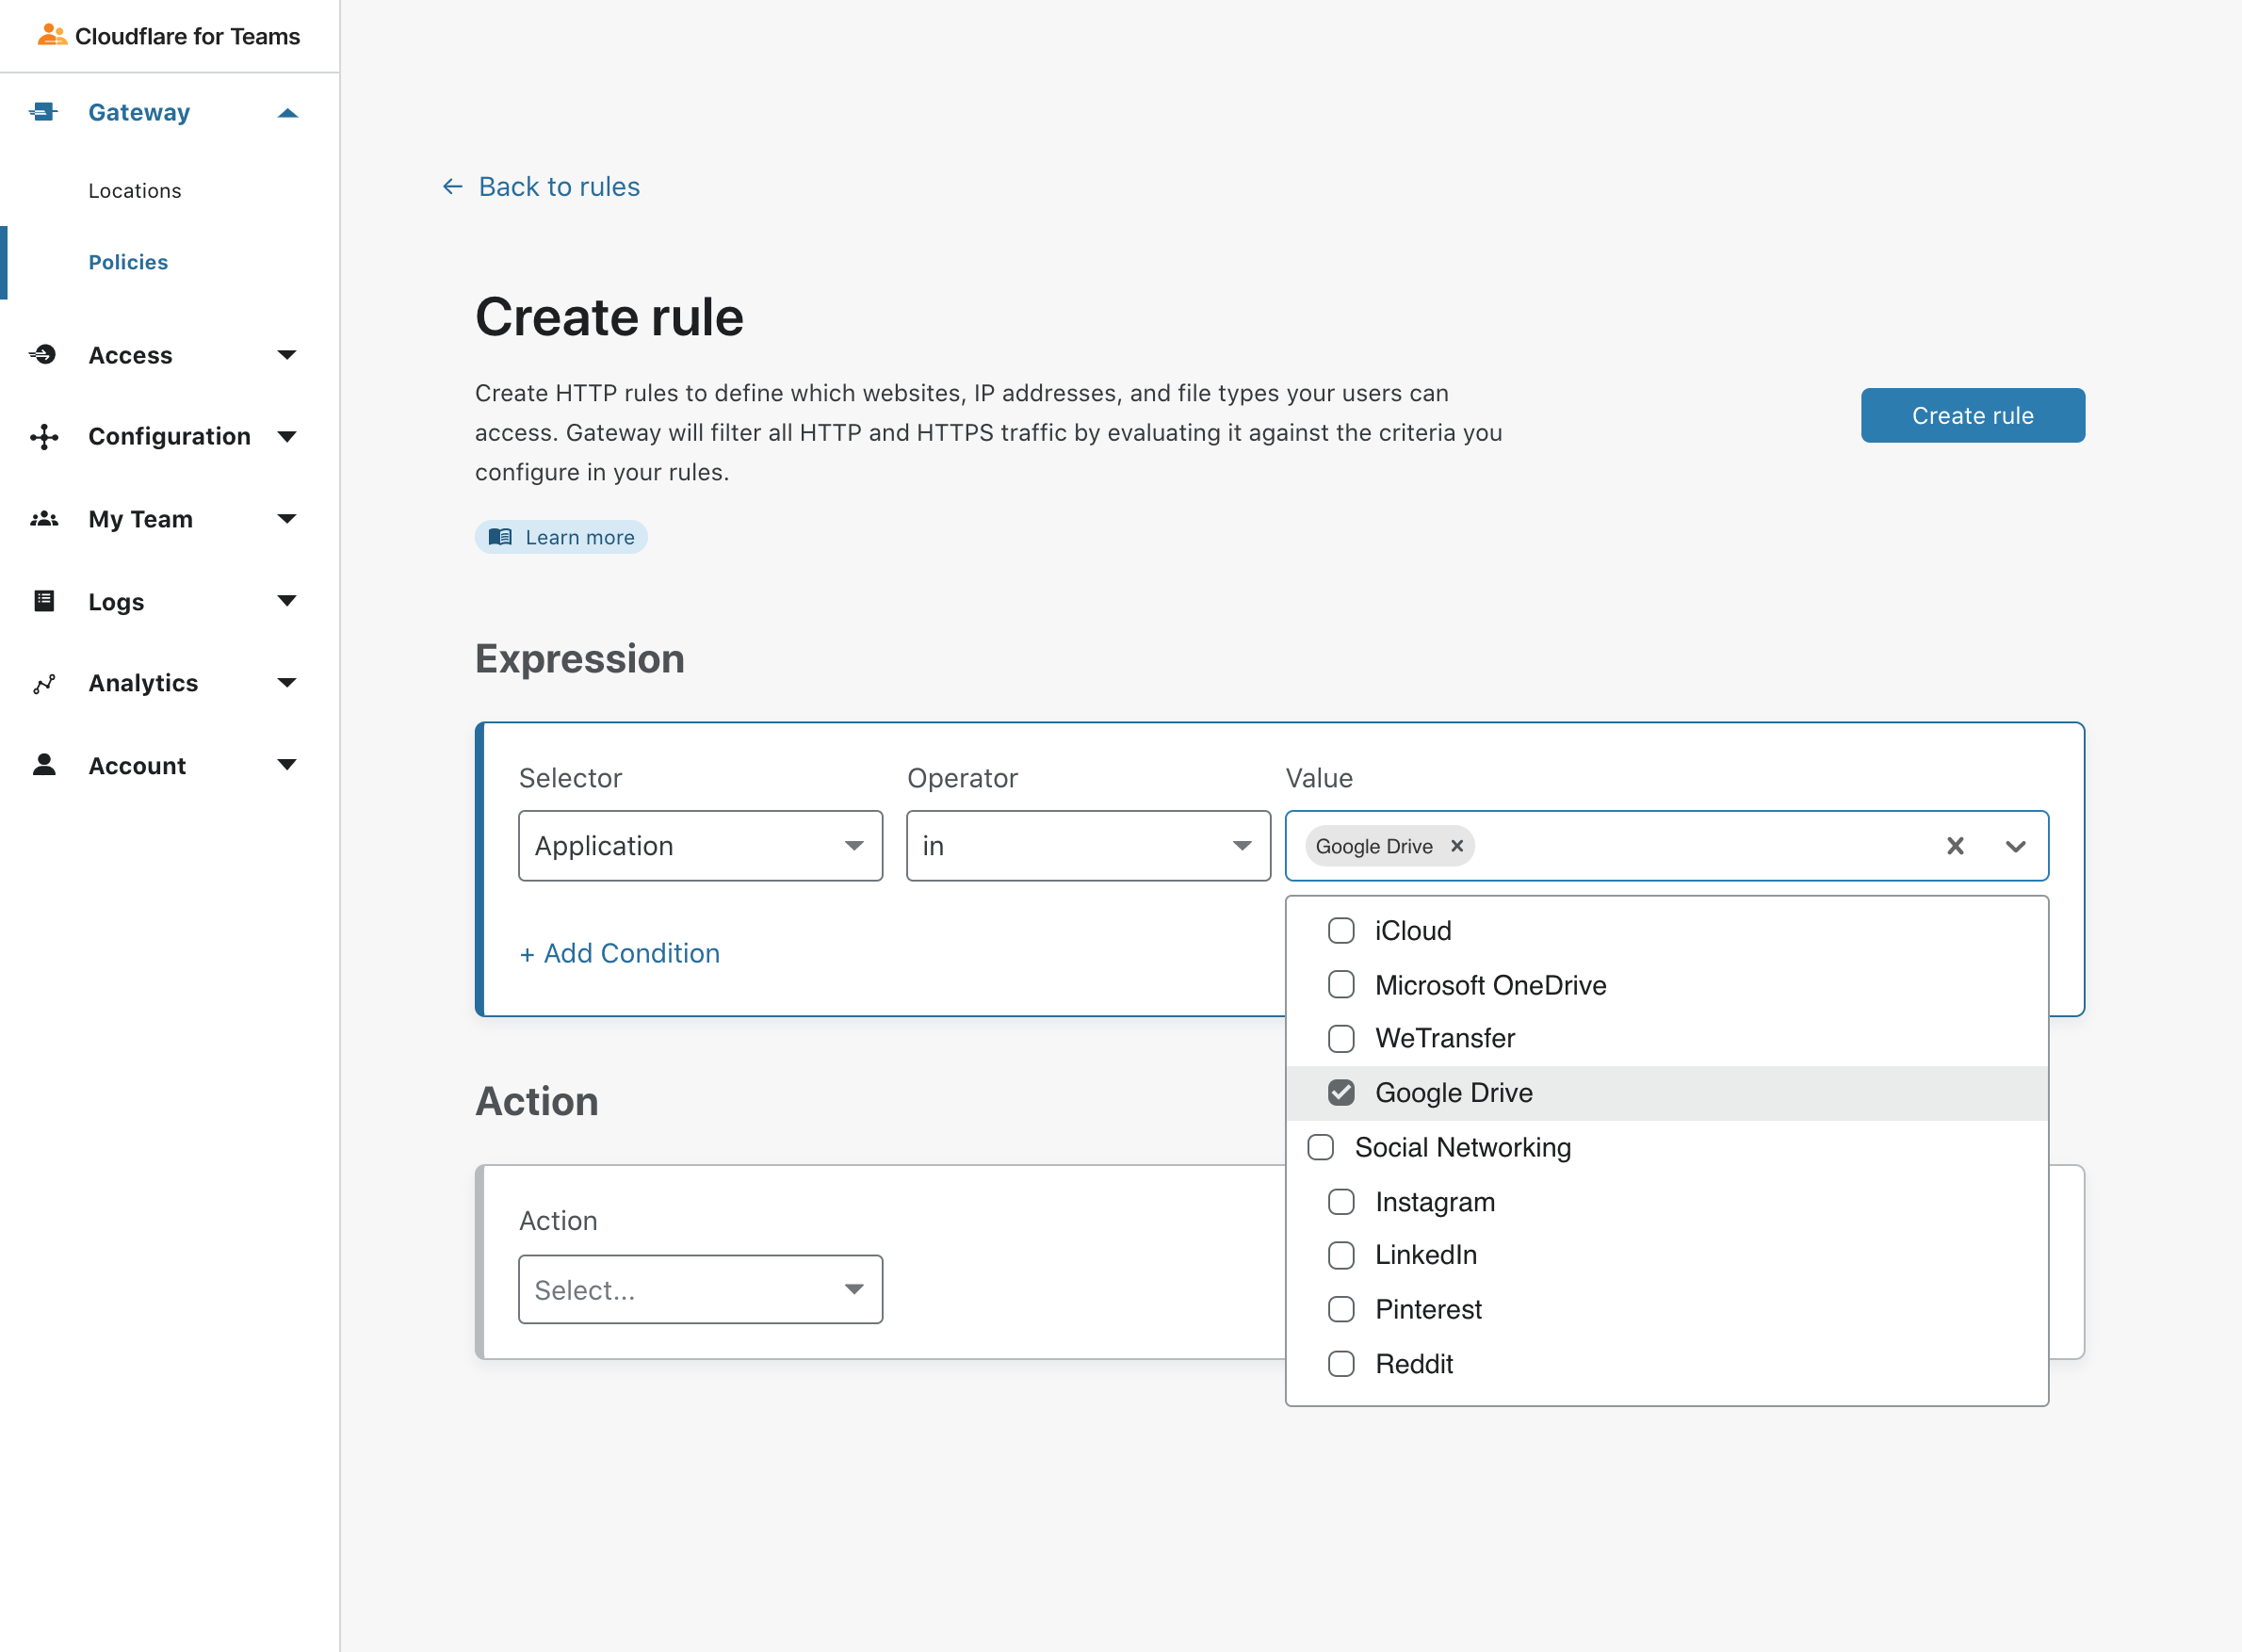 Cloudflare for Teams
Gateway
Locations
Policies
Access
Configuration
My Team
Logs
Analytics
Account
Back to rules
Create rule
Create HTTP rules to define which websites, IP addresses, and file types your users can
access. Gateway will filter all HTTP and HTTPS traffic by evaluating it against the criteria you
configure in your rules.
Create rule
Learn more
Expression
Selector
Operator
Value
Application
in
Google Drive
+ Add Condition
iCloud
Microsoft OneDrive
WeTransfer
Google Drive
Social Networking
Instagram
LinkedIn
Pinterest
Reddit
Action
Action
Select...